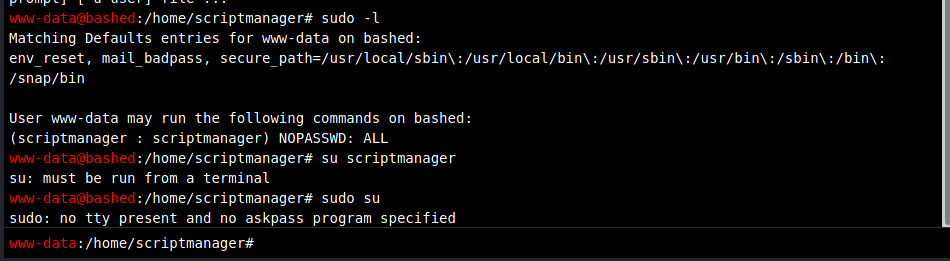 prompt] [-a user] file ...
www-data@bashed:/home/scriptmanager# sudo -l
Matching Defaults entries for www-data on bashed:
env_reset, mail_badpass, secure_path=/usr/local/sbin\:/usr/local/bin\:/usr/sbin\:/usr/bin\:/sbin\:/bin\:
/snap/bin
User www-data may run the following commands on bashed:
(scriptmanager : scriptmanager) NOPASSWD: ALL
www-data@bashed:/home/scriptmanager# su scriptmanager
su: must be run from a terminal
www-data@bashed:/home/scriptmanager# sudo su
sudo: no tty present and no askpass program specified
www-data:/home/scriptmanager#